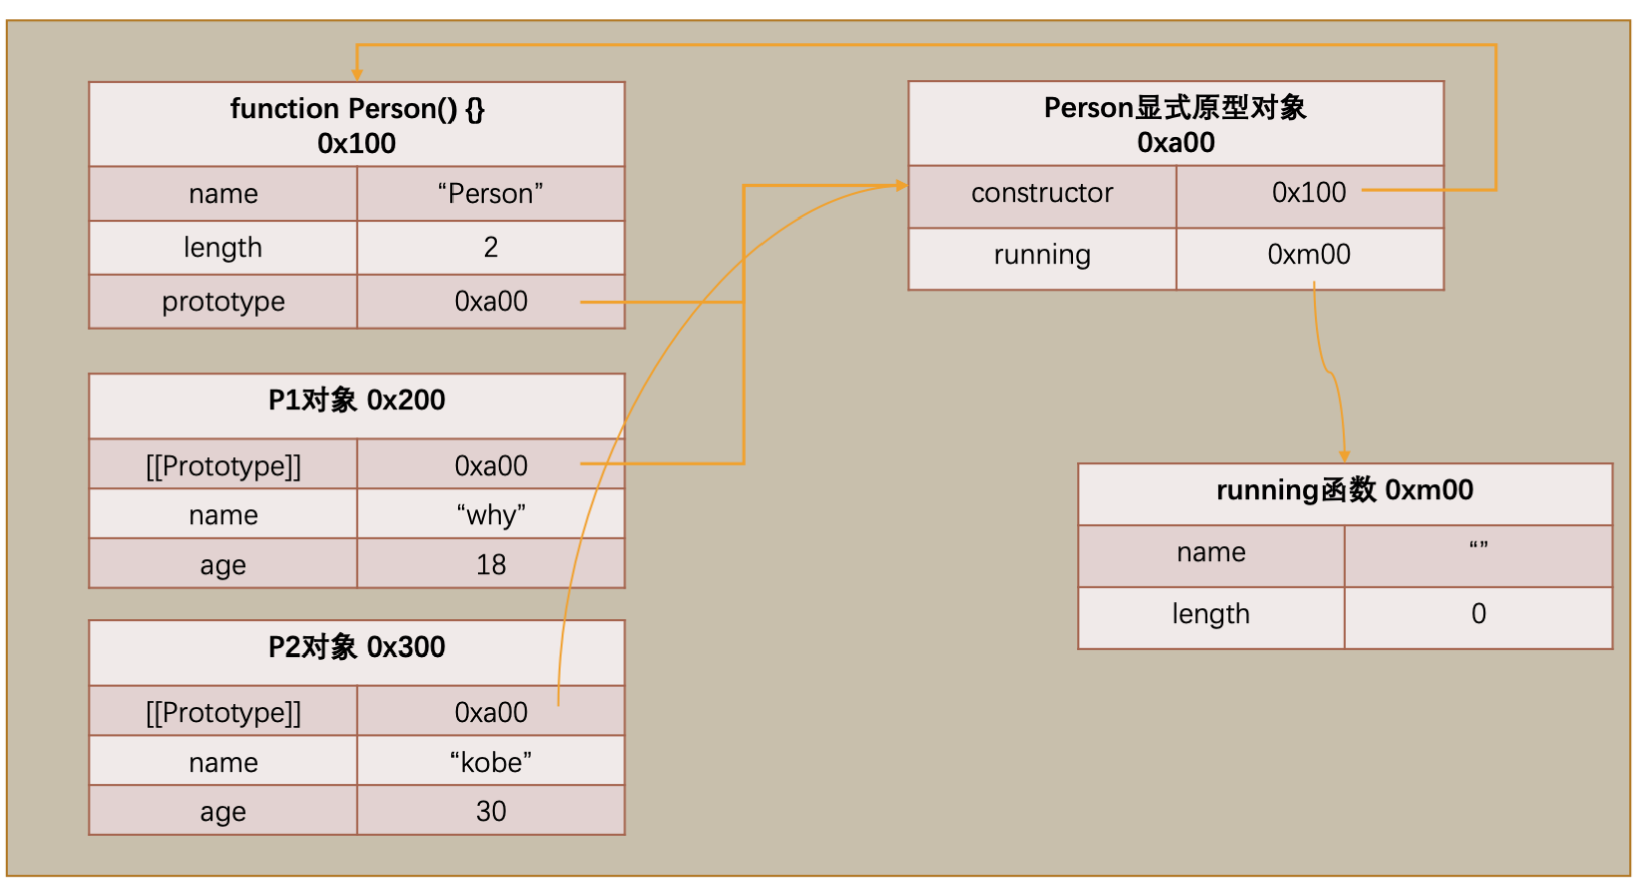 function Person() {}
0x100
name “Person”
length 2
prototype 0xa00
Person显式原型对象
0xa00
constructor 0x100
running 0xm00
P1对象 0x200
[[Prototype]] 0xa00
name “why”
age 18
running函数 0xm00
name “”
length 0
P2对象 0x300
[[Prototype]] 0xa00
name “kobe”
age 30